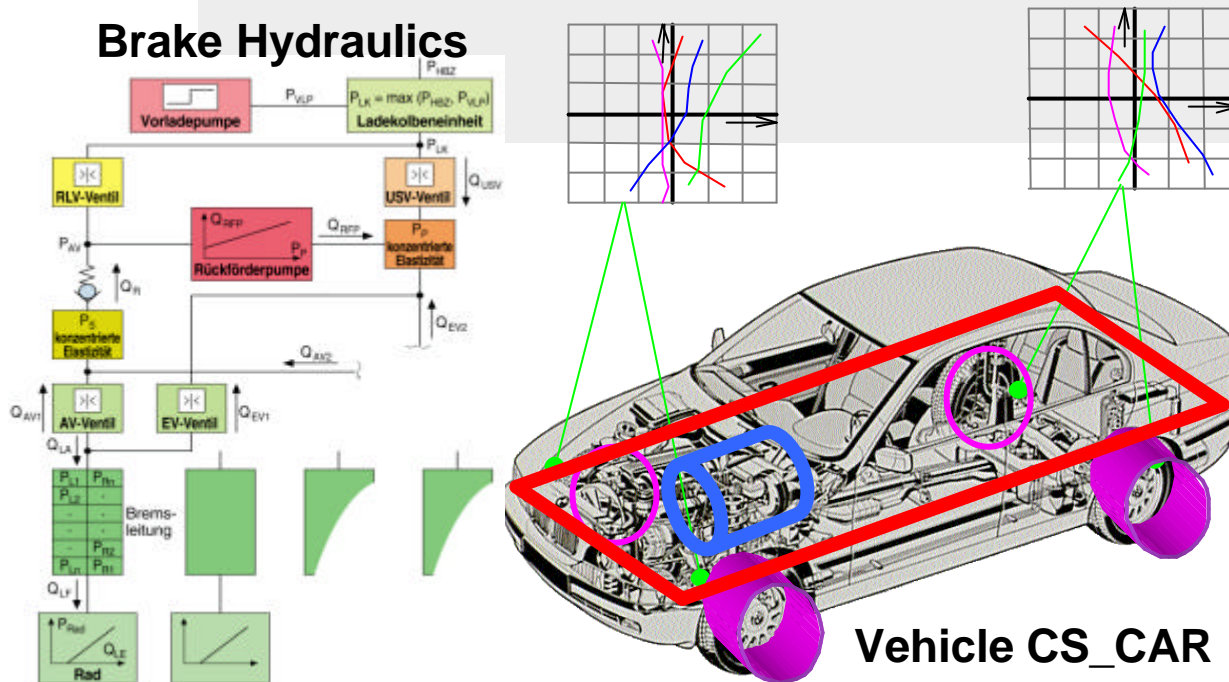 Brake Hydraulics
P_HBZ
P_VLP
Vorladepumpe
P_LK = max (P_HBZ, P_VLP)
Ladekolbeneinheit
P_LK
RLV-Ventil
USV-Ventil
Q_USV
P_AV
Q_RFP
P_P
Rückförderpumpe
Q_RFP
P_P
konzentrierte
Elastizität
Q_R
P_S
konzentrierte
Elastizität
Q_EV2
Q_AV2
Q_AV1
AV-Ventil
EV-Ventil
Q_EV1
Q_LA
P_L1 P_Rn
P_L2 -
- -
- P_R2
P_Ln P_R1
Brems-
leitung
Q_LF
P_Rad
Q_LE
Rad
Vehicle CS_CAR